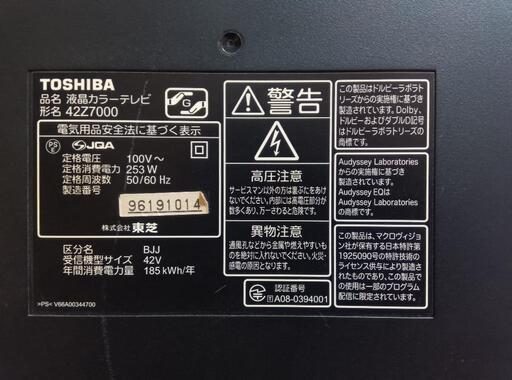 TOSHIBA
品名 液晶カラーテレビ
形名 42Z7000
G
電気用品安全法に基づく表示
PS
E
JQA
定格電圧 100V～
定格消費電力 253 W
定格周波数 50/60 Hz
製造番号
96191014
株式会社 東芝
区分名 BJJ
受信機型サイズ 42V
年間消費電力量 185 kWh/年
>PS< V66A00344700
警告
高圧注意
サービスマン以外の方は裏ぶたをあけ
ないでください。内部には高電圧部分が
数多くあり、万一さわると危険です。
異物注意
通風孔などから金属や燃えやすい
物などを入れないでください。火災・
感電の原因になります。
認証番号
T A08-0394001
この製品はドルビーラボラト
リーズからの実施権に基づき
製造されています。Dolby、
ドルビーおよびダブルD記号
はドルビーラボラトリーズの
商標です。
Audyssey Laboratories
からの実施権に基づき製造
されています。
Audyssey EQは
Audyssey Laboratories
の商標です。
この製品は、マクロヴィジョ
ン社が保有する日本特許第
1925090号の特許技術の
ライセンス供与により製造
されています。この製品で
の使用は一部のプログラム
配信に限定されています。